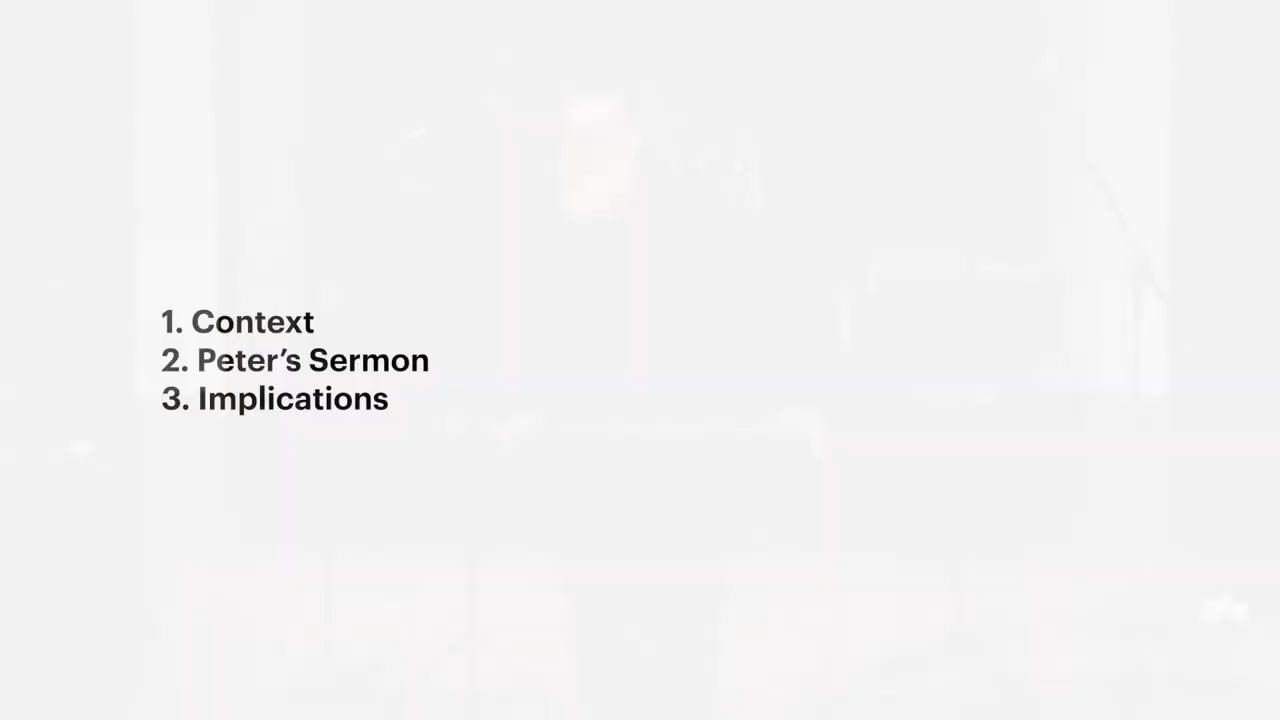 1. Context
2. Peter’s Sermon
3. Implications